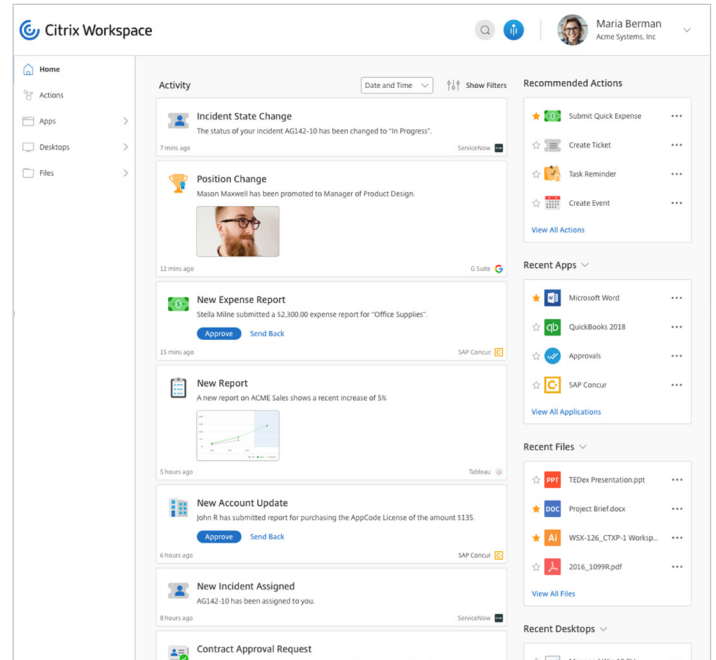 Citrix Workspace
Maria Berman
Acme Systems, Inc
Home
Actions
Apps
Desktops
Files
Activity
Date and Time
Show Filters
Incident State Change
The status of your incident AG142-10 has been changed to "In Progress".
7 mins ago
ServiceNow
Position Change
Mason Maxwell has been promoted to Manager of Product Design.
12 mins ago
G Suite
New Expense Report
Stella Milne submitted a $2,300.00 expense report for "Office Supplies".
Approve Send Back
15 mins ago
SAP Concur
New Report
A new report on ACME Sales shows a recent increase of 5%
5 hours ago
Tableau
New Account Update
John R has submitted report for purchasing the AppCode License of the amount $135.
Approve Send Back
6 hours ago
SAP Concur
New Incident Assigned
AG142-10 has been assigned to you.
8 hours ago
ServiceNow
Contract Approval Request
Recommended Actions
Submit Quick Expense
Create Ticket
Task Reminder
Create Event
View All Actions
Recent Apps
Microsoft Word
qb QuickBooks 2018
Approvals
SAP Concur
View All Applications
Recent Files
PPT TEDex Presentation.ppt
DOC Project Brief.docx
Ai WSX-126_CTXP-1 Worksp...
2016_1099R.pdf
View All Files
Recent Desktops